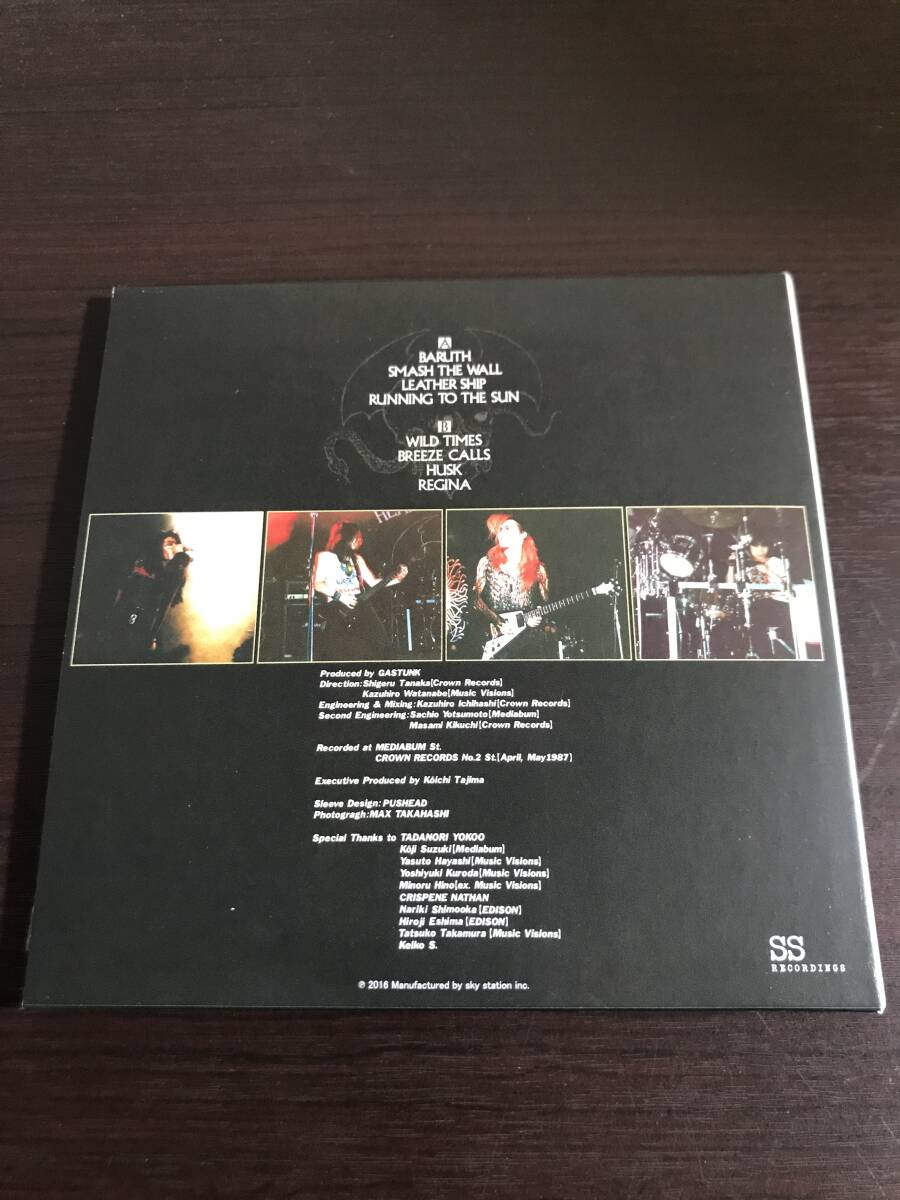 A
BARUTH
SMASH THE WALL
LEATHER SHIP
RUNNING TO THE SUN
B
WILD TIMES
BREEZE CALLS
HUSK
REGINA
Produced by GASTUNK
Direction:Shigeru Tanaka[Crown Records]
Kazuhiro Watanabe[Music Visions]
Engineering & Mixing:Kazuhiro Ichihashi[Crown Records]
Second Engineering:Sachio Yotsumoto[Mediabum]
Masami Kikuchi[Crown Records]
Recorded at MEDIABUM St.
CROWN RECORDS No.2 St.[April, May1987]
Executive Produced by Kôichi Tajima
Sleeve Design:PUSHEAD
Photogragh:MAX TAKAHASHI
Special Thanks to TADANORI YOKOO
Kôji Suzuki[Mediabum]
Yasuto Hayashi[Music Visions]
Yoshiyuki Kuroda[Music Visions]
Minoru Hino[ex. Music Visions]
CRISPENE NATHAN
Nariki Shimooka[EDISON]
Hiroji Eshima[EDISON]
Tatsuko Takamura[Music Visions]
Keiko S.
SS
RECORDINGS
℗ 2016 Manufactured by sky station inc.